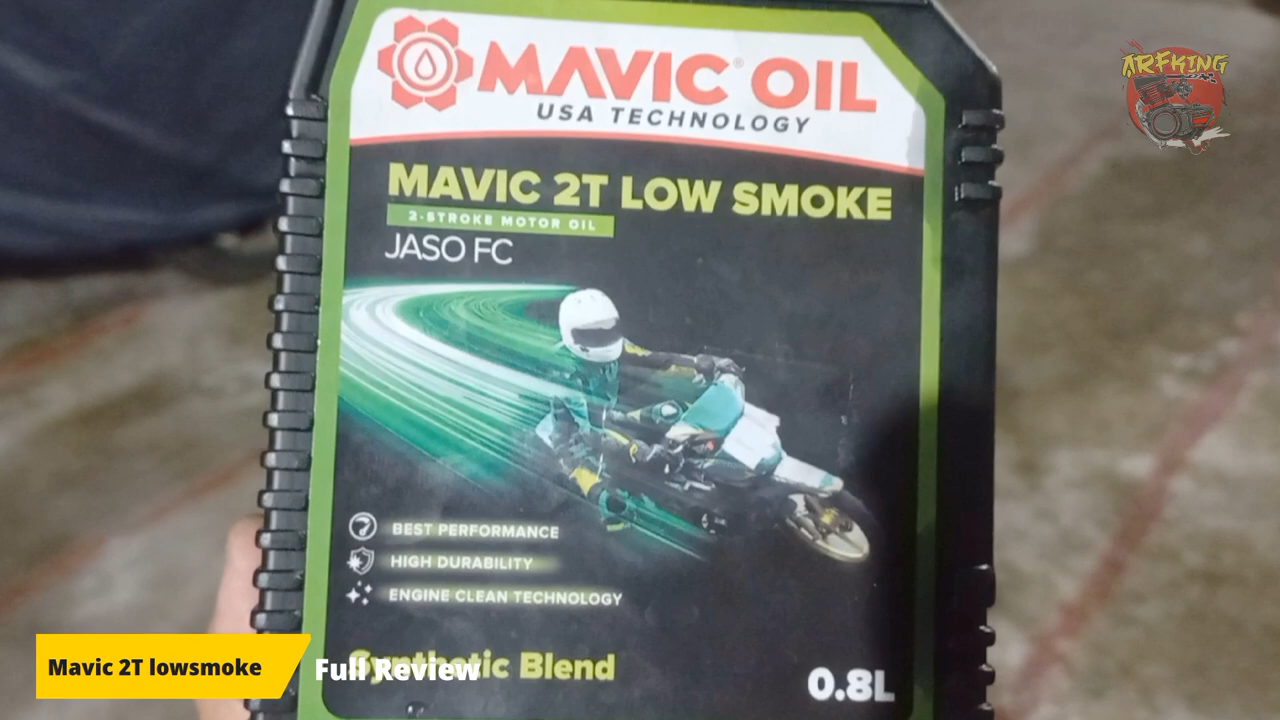 MAVIC® OIL
USA TECHNOLOGY
ARFKING
MAVIC 2T LOW SMOKE
2-STROKE MOTOR OIL
JASO FC
BEST PERFORMANCE
HIGH DURABILITY
ENGINE CLEAN TECHNOLOGY
Synthetic Blend
0.8L
Mavic 2T lowsmoke
Full Review